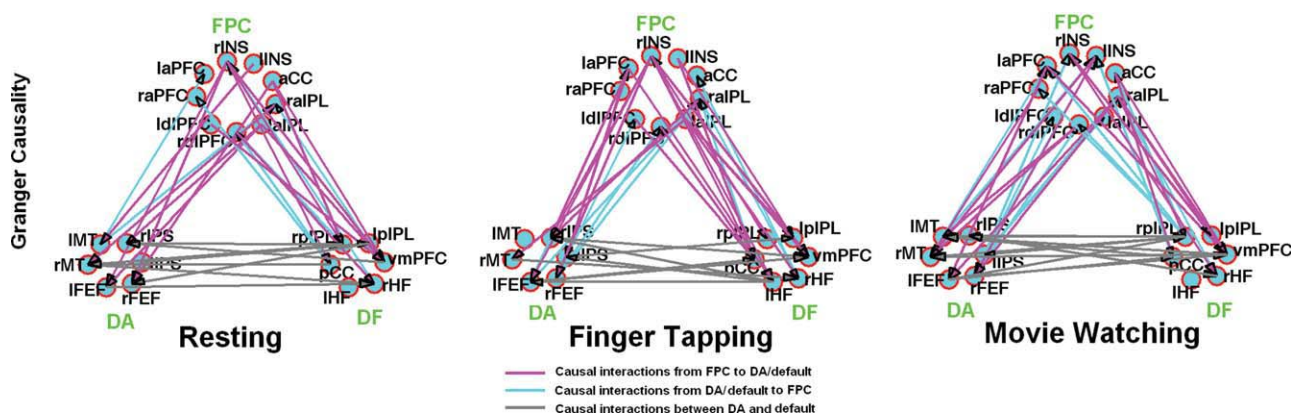 Granger Causality
FPC
rINS
lINS
laPFC
aCC
raPFC
raIPL
ldlPFC
laIPL
rdlPFC
lMT
rIPS
rpIPL
lpIPL
rMT
lIPS
pCC
vmPFC
lFEF
rFEF
lHF
rHF
DA
DF
Resting
FPC
rINS
lINS
laPFC
aCC
raPFC
raIPL
ldlPFC
laIPL
rdlPFC
lMT
rIPS
rpIPL
lpIPL
rMT
lIPS
pCC
vmPFC
lFEF
rFEF
lHF
rHF
DA
DF
Finger Tapping
FPC
rINS
lINS
laPFC
aCC
raPFC
raIPL
ldlPFC
laIPL
rdlPFC
lMT
rIPS
rpIPL
lpIPL
rMT
lIPS
pCC
vmPFC
lFEF
rFEF
lHF
rHF
DA
DF
Movie Watching
Causal interactions from FPC to DA/default
Causal interactions from DA/default to FPC
Causal interactions between DA and default